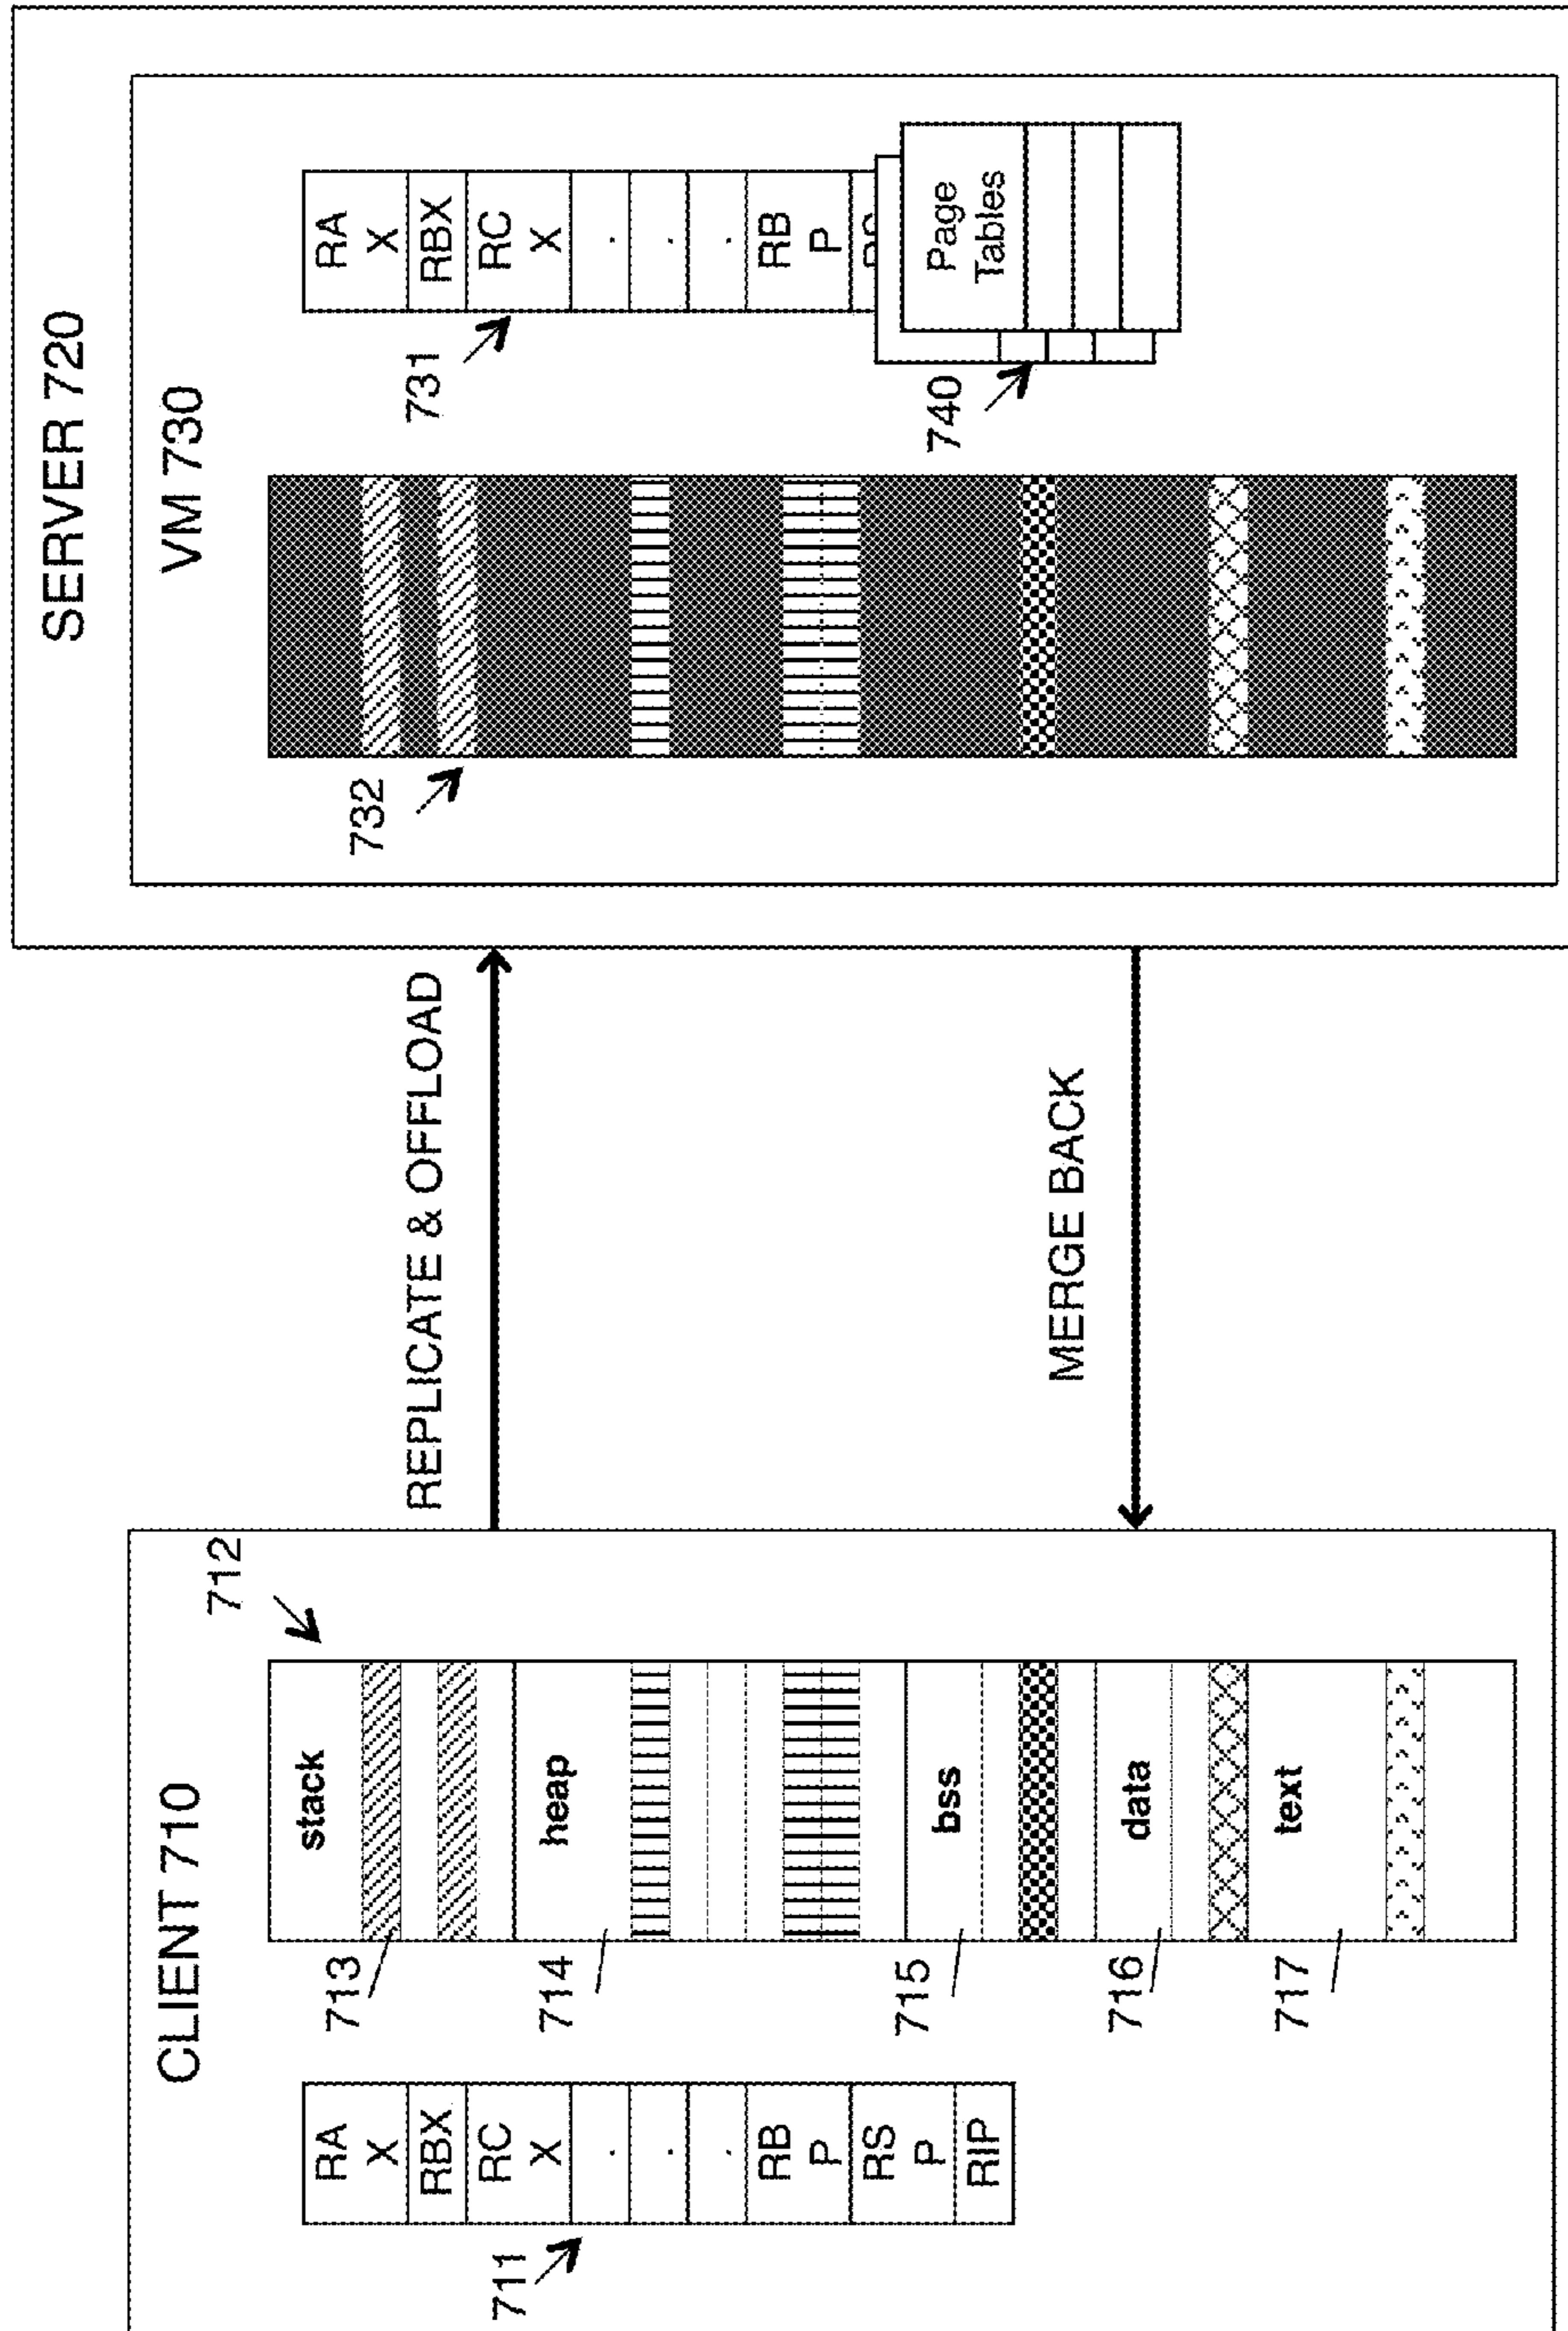 CLIENT 710
711
RA
X
RBX
RC
X
.
.
.
RB
P
RS
P
RIP
712
stack
heap
bss
data
text
713
714
715
716
717
REPLICATE & OFFLOAD
MERGE BACK
SERVER 720
VM 730
732
731
RA
X
RBX
RC
X
.
.
.
RB
P
740
Page
Tables